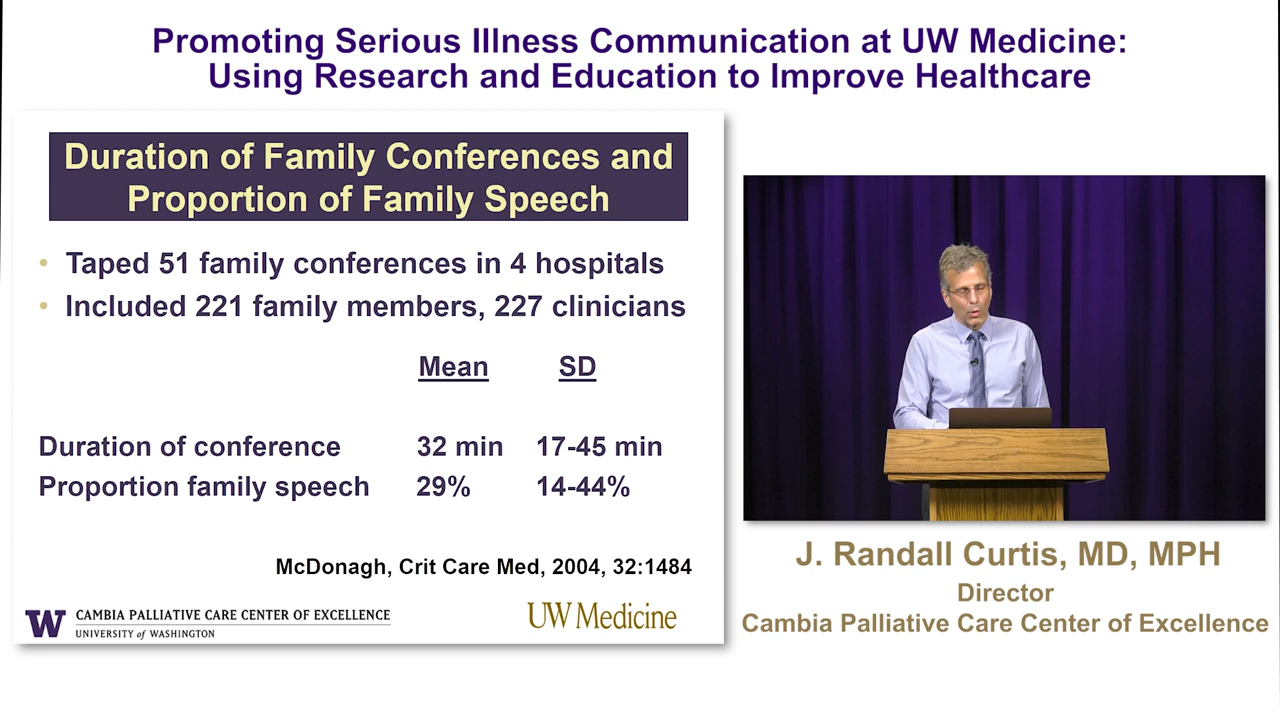 Promoting Serious Illness Communication at UW Medicine:
Using Research and Education to Improve Healthcare
Duration of Family Conferences and
Proportion of Family Speech
• Taped 51 family conferences in 4 hospitals
• Included 221 family members, 227 clinicians
Mean SD
Duration of conference 32 min 17-45 min
Proportion family speech 29% 14-44%
McDonagh, Crit Care Med, 2004, 32:1484
W CAMBIA PALLIATIVE CARE CENTER OF EXCELLENCE
UNIVERSITY of WASHINGTON
UW Medicine
J. Randall Curtis, MD, MPH
Director
Cambia Palliative Care Center of Excellence